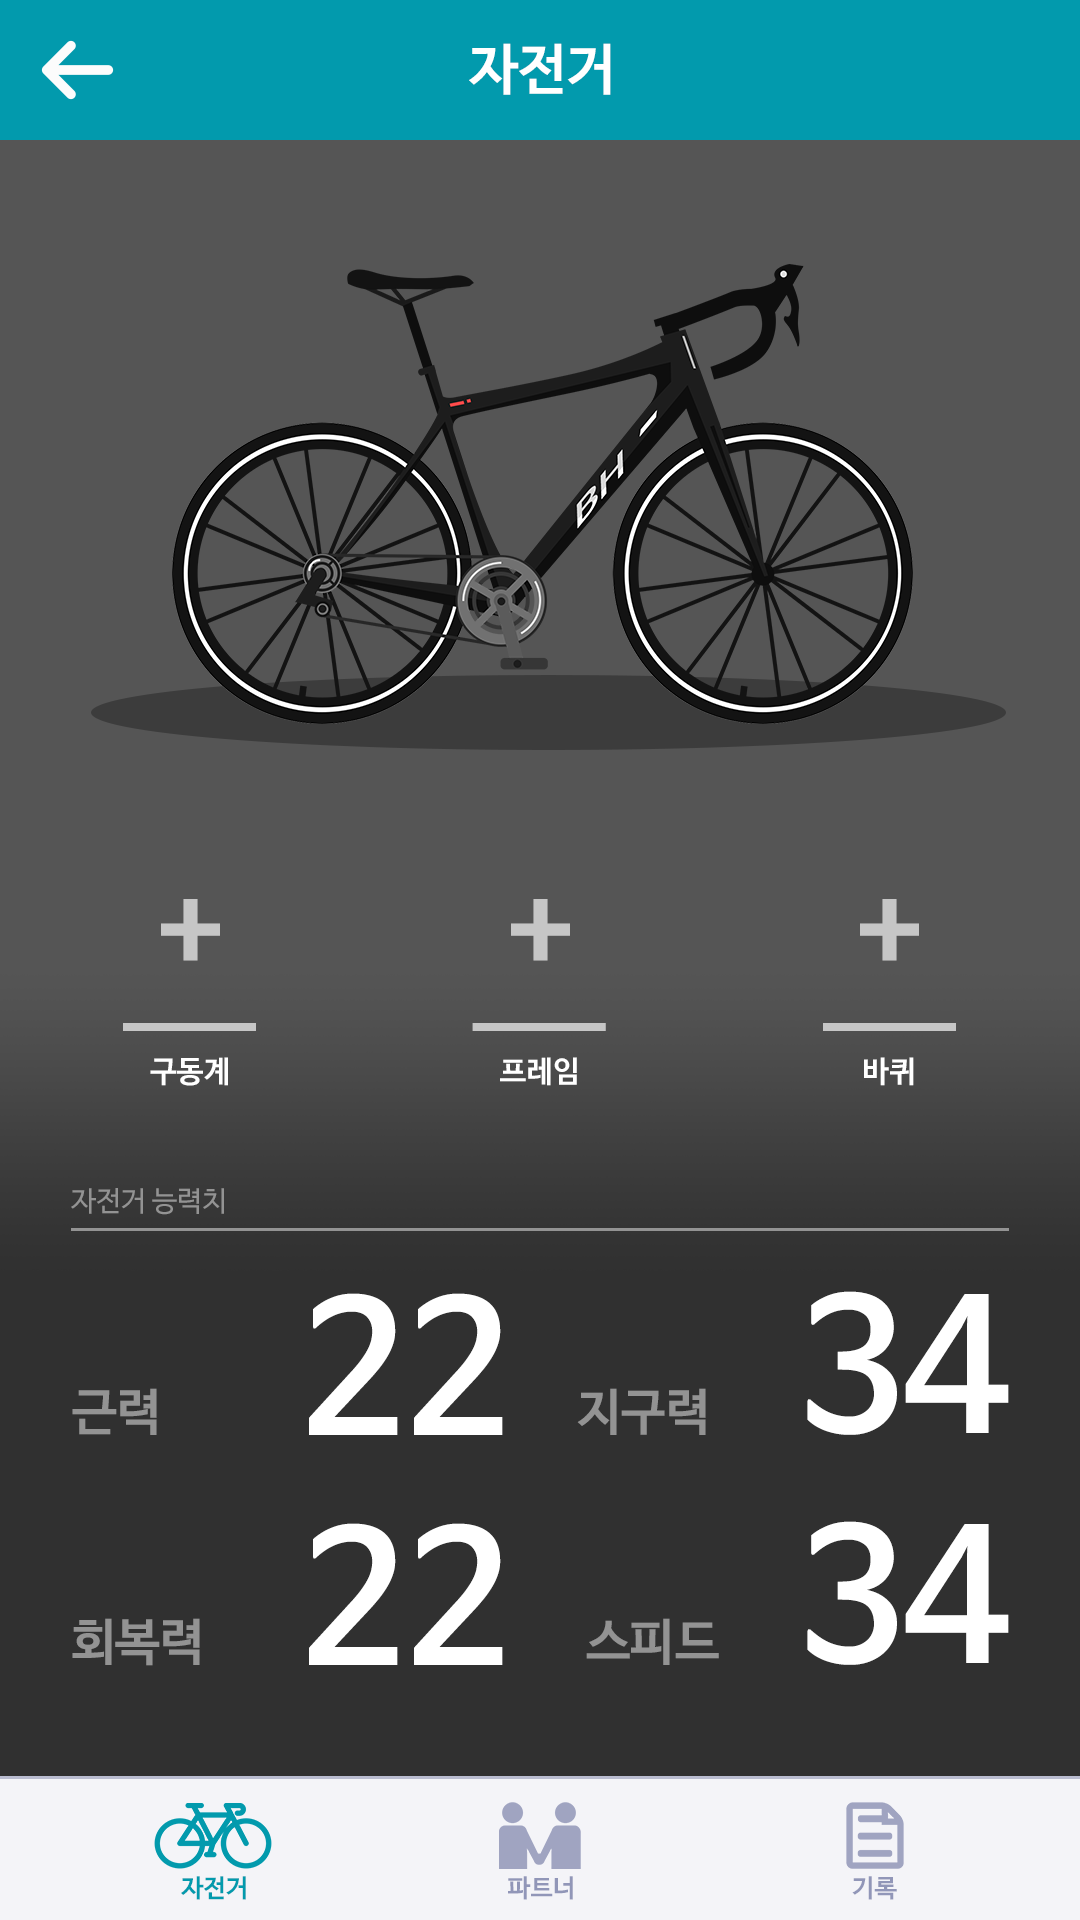 자전거
BH
구동계 프레임 바퀴
자전거 능력치
근력 22 지구력 34
회복력 22 스피드 34
자전거 파트너 기록